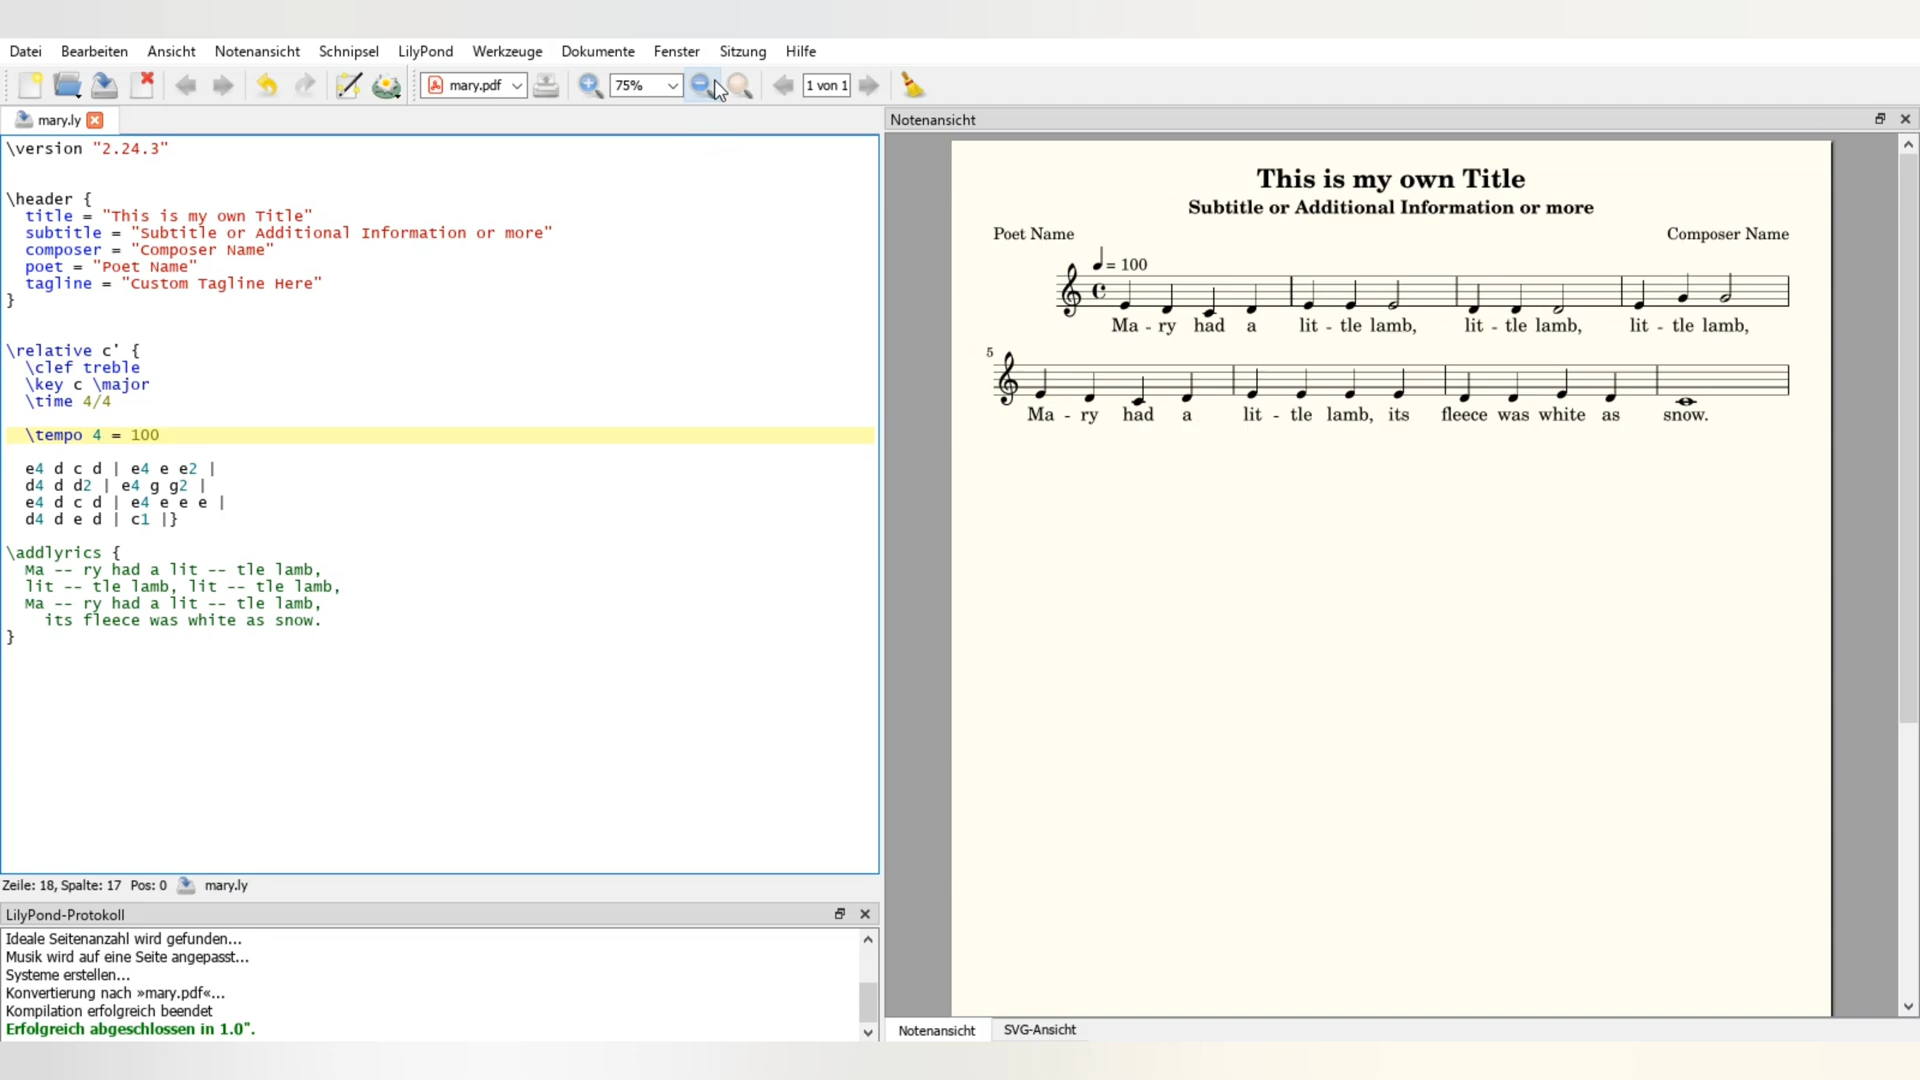 Datei Bearbeiten Ansicht Notenansicht Schnipsel LilyPond Werkzeuge Dokumente Fenster Sitzung Hilfe
mary.pdf 75% 1 von 1
mary.ly
\version "2.24.3"
\header {
title = "This is my own Title"
subtitle = "Subtitle or Additional Information or more"
composer = "Composer Name"
poet = "Poet Name"
tagline = "Custom Tagline Here"
}
\relative c' {
\clef treble
\key c \major
\time 4/4
\tempo 4 = 100
e4 d c d | e4 e e2 |
d4 d d2 | e4 g g2 |
e4 d c d | e4 e e e |
d4 d e d | c1 |}
\addlyrics {
Ma -- ry had a lit -- tle lamb,
lit -- tle lamb, lit -- tle lamb,
Ma -- ry had a lit -- tle lamb,
its fleece was white as snow.
}
Zeile: 18, Spalte: 17 Pos: 0 mary.ly
LilyPond-Protokoll
Ideale Seitenanzahl wird gefunden...
Musik wird auf eine Seite angepasst...
Systeme erstellen...
Konvertierung nach »mary.pdf«...
Kompilation erfolgreich beendet
Erfolgreich abgeschlossen in 1.0".
Notenansicht
This is my own Title
Subtitle or Additional Information or more
Poet Name Composer Name
= 100
Ma - ry had a lit - tle lamb, lit - tle lamb, lit - tle lamb,
5
Ma - ry had a lit - tle lamb, its fleece was white as snow.
Notenansicht SVG-Ansicht